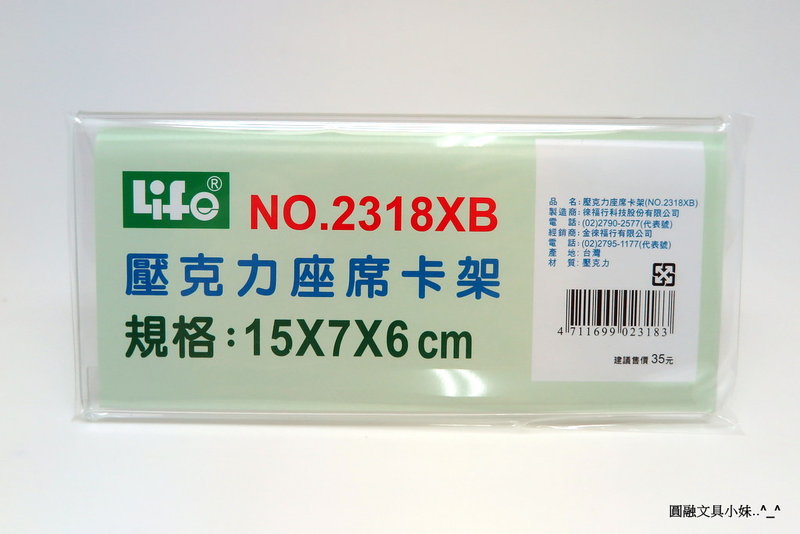 Life®
NO.2318XB
壓克力座席卡架
規格:15X7X6cm
品 名:壓克力座席卡架(NO.2318XB)
製造商:徠福行科技股份有限公司
電 話:(02)2790-2577(代表號)
經銷商:金徠福行有限公司
電 話:(02)2795-1177(代表號)
產 地:台灣
材 質:壓克力
4 711699 023183
建議售價 35元
圓融文具小妹..^_^